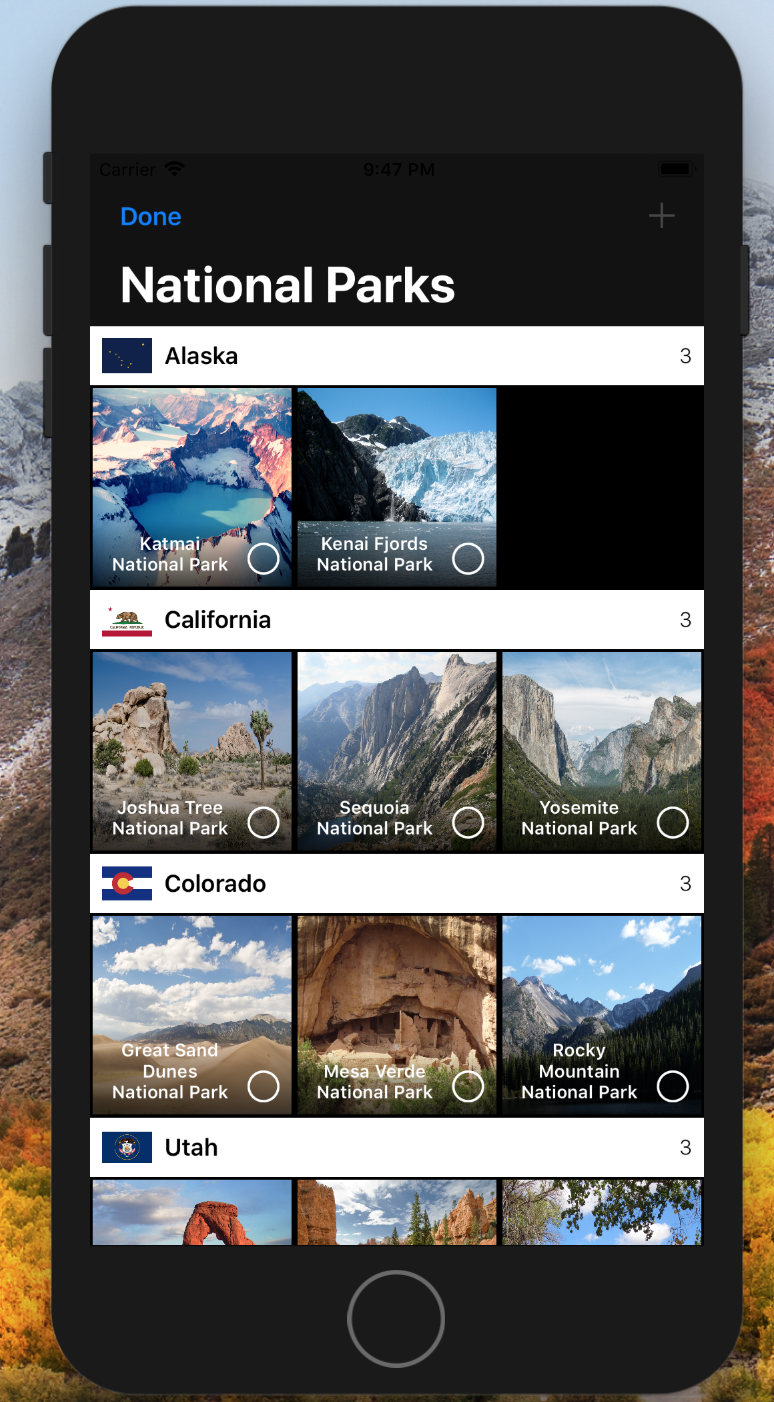 Carrier 9:47 PM
Done
National Parks
Alaska 3
Katmai
National Park
Kenai Fjords
National Park
California 3
Joshua Tree
National Park
Sequoia
National Park
Yosemite
National Park
Colorado 3
Great Sand
Dunes
National Park
Mesa Verde
National Park
Rocky
Mountain
National Park
Utah 3